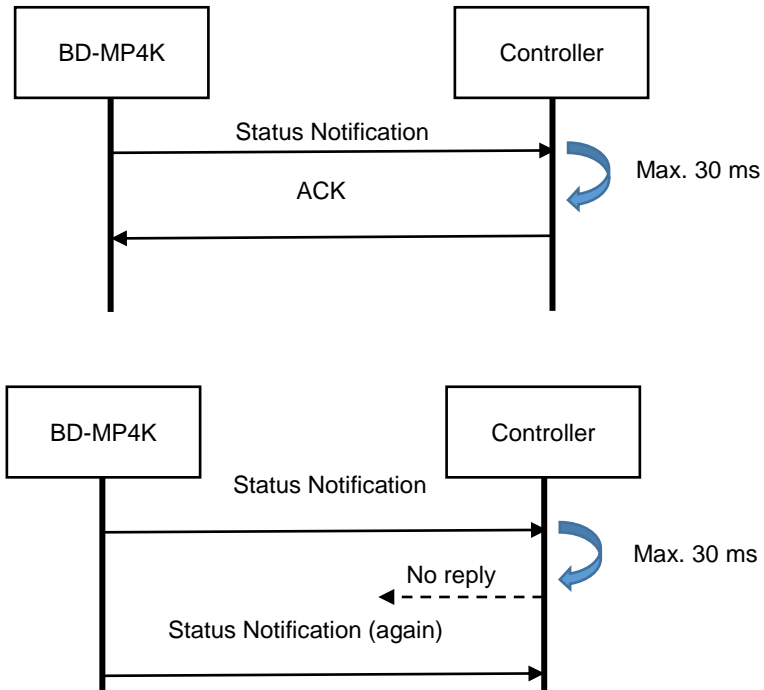 BD-MP4K
Controller
Status Notification
Max. 30 ms
ACK
BD-MP4K
Controller
Status Notification
Max. 30 ms
No reply
Status Notification (again)